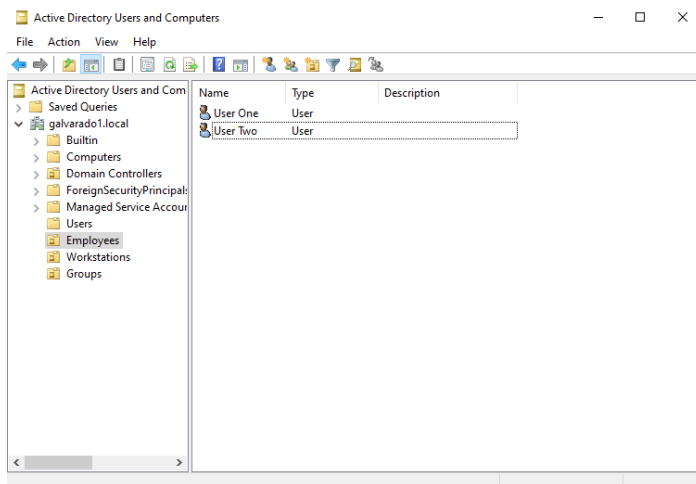 Active Directory Users and Computers
File Action View Help
Active Directory Users and Com
Saved Queries
galvarado1.local
Builtin
Computers
Domain Controllers
ForeignSecurityPrincipals
Managed Service Accour
Users
Employees
Workstations
Groups
Name Type Description
User One User
User Two User